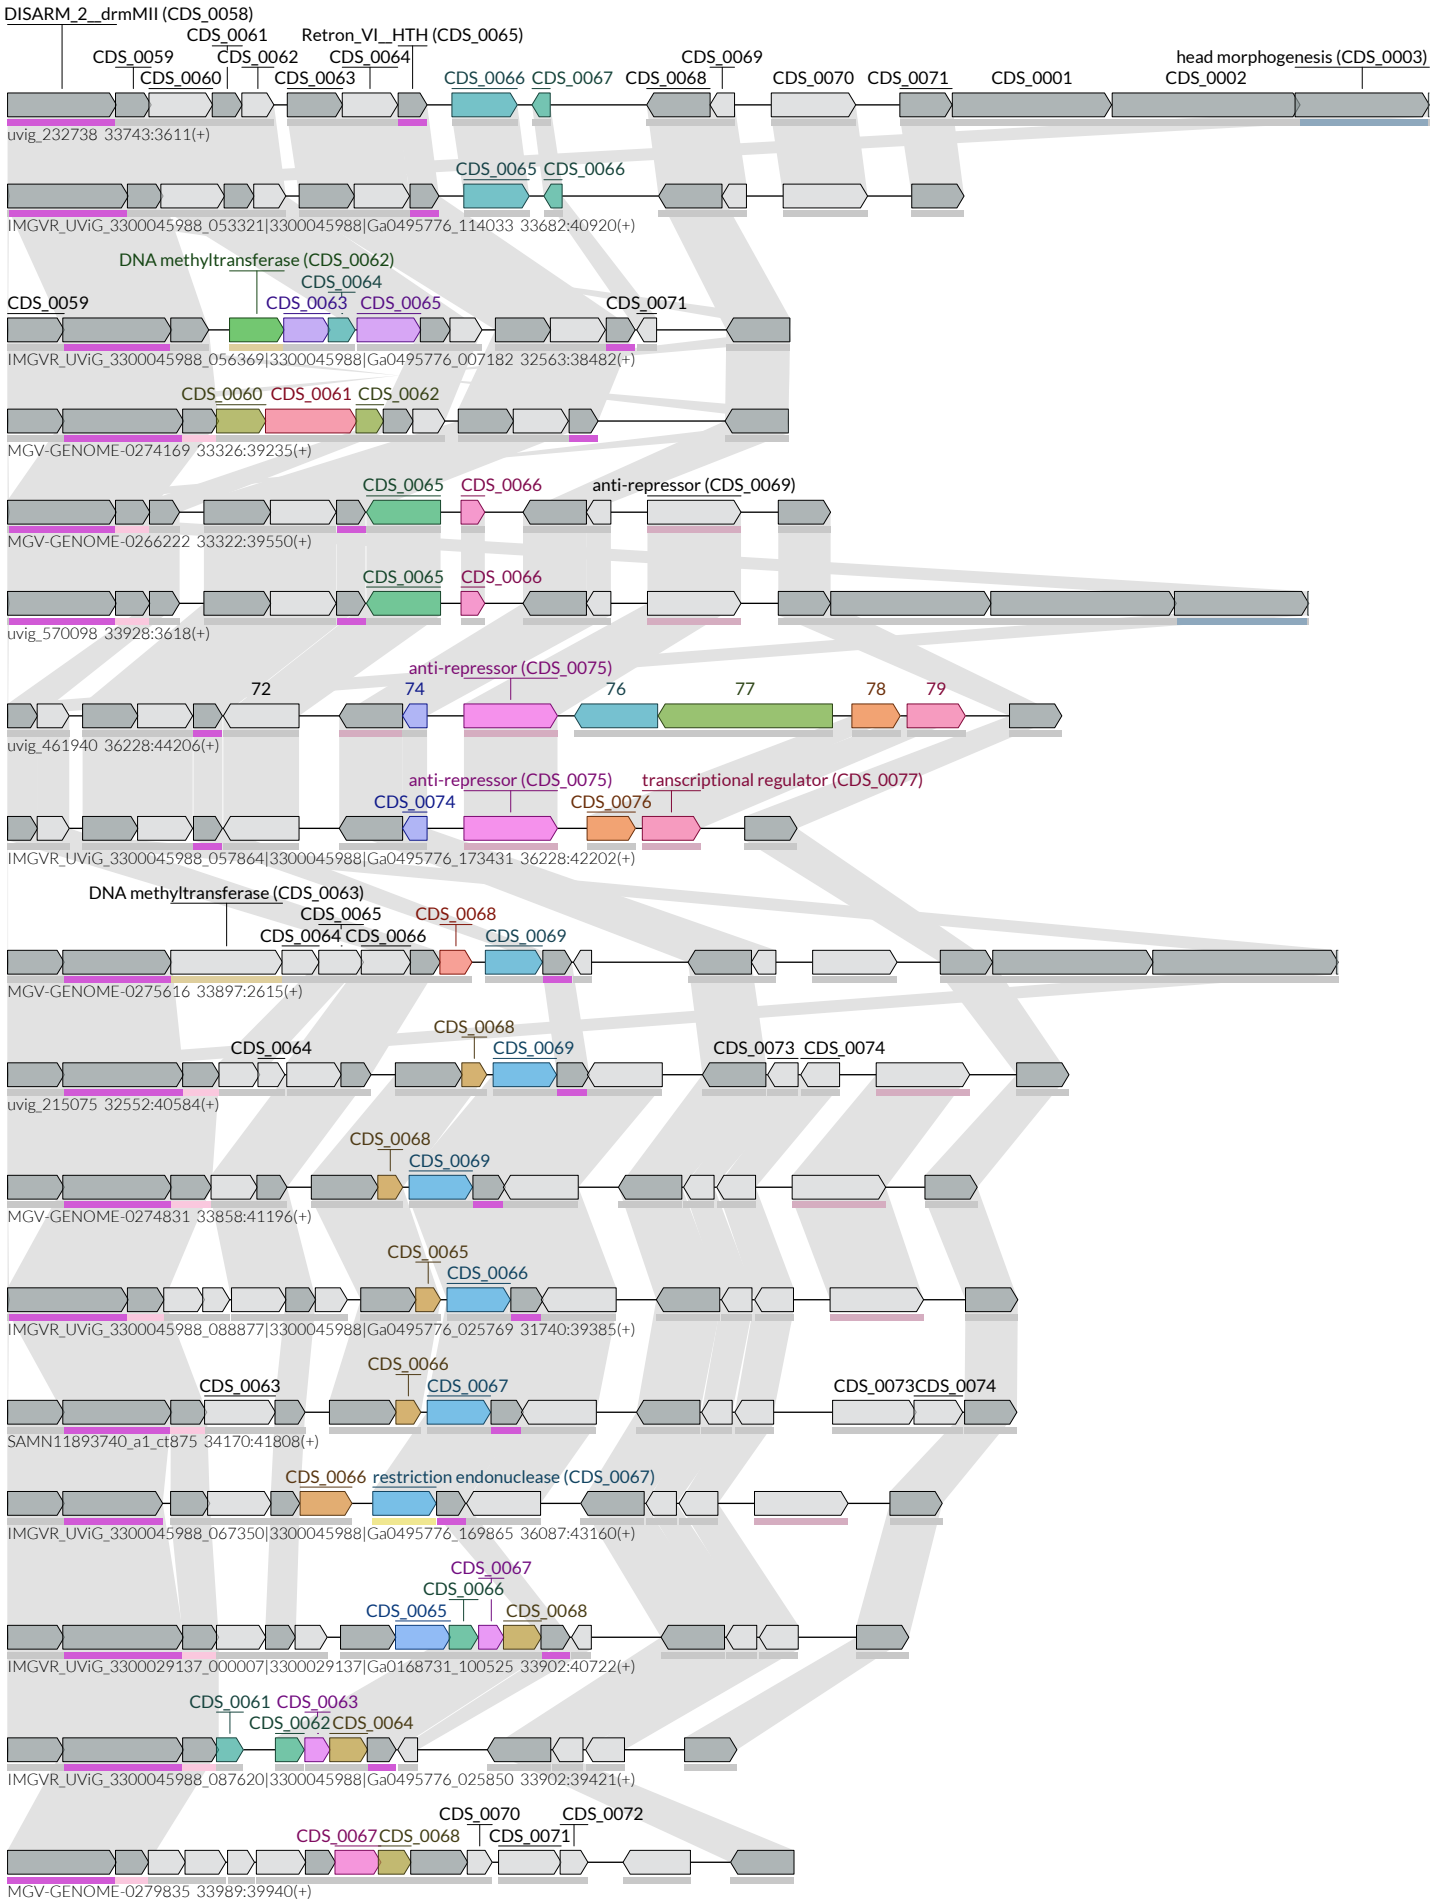 DISARM_2__drmMII (CDS_0058)
CDS_0061 Retron_VI__HTH (CDS_0065)
CDS_0059 CDS_0062 CDS_0064 CDS_0069 head morphogenesis (CDS_0003)
CDS_0060 CDS_0063 CDS_0066 CDS_0067 CDS_0068 CDS_0070 CDS_0071 CDS_0001 CDS_0002
uvig_232738 33743:3611(+)
CDS_0065 CDS_0066
IMGVR_UViG_3300045988_053321|3300045988|Ga0495776_114033 33682:40920(+)
DNA methyltransferase (CDS_0062)
CDS_0064
CDS_0059 CDS_0063 CDS_0065 CDS_0071
IMGVR_UViG_3300045988_056369|3300045988|Ga0495776_007182 32563:38482(+)
CDS_0060 CDS_0061 CDS_0062
MGV-GENOME-0274169 33326:39235(+)
CDS_0065 CDS_0066 anti-repressor (CDS_0069)
MGV-GENOME-0266222 33322:39550(+)
CDS_0065 CDS_0066
uvig_570098 33928:3618(+)
anti-repressor (CDS_0075)
72 74 76 77 78 79
uvig_461940 36228:44206(+)
anti-repressor (CDS_0075) transcriptional regulator (CDS_0077)
CDS_0074 CDS_0076
IMGVR_UViG_3300045988_057864|3300045988|Ga0495776_173431 36228:42202(+)
DNA methyltransferase (CDS_0063)
CDS_0065 CDS_0068
CDS_0064 CDS_0066 CDS_0069
MGV-GENOME-0275616 33897:2615(+)
CDS_0068
CDS_0064 CDS_0069 CDS_0073 CDS_0074
uvig_215075 32552:40584(+)
CDS_0068
CDS_0069
MGV-GENOME-0274831 33858:41196(+)
CDS_0065
CDS_0066
IMGVR_UViG_3300045988_088877|3300045988|Ga0495776_025769 31740:39385(+)
CDS_0066
CDS_0063 CDS_0067 CDS_0073 CDS_0074
SAMN11893740_a1_ct875 34170:41808(+)
CDS_0066 restriction endonuclease (CDS_0067)
IMGVR_UViG_3300045988_067350|3300045988|Ga0495776_169865 36087:43160(+)
CDS_0067
CDS_0066
CDS_0065 CDS_0068
IMGVR_UViG_3300029137_000007|3300029137|Ga0168731_100525 33902:40722(+)
CDS_0061 CDS_0063
CDS_0062 CDS_0064
IMGVR_UViG_3300045988_087620|3300045988|Ga0495776_025850 33902:39421(+)
CDS_0070 CDS_0072
CDS_0067 CDS_0068 CDS_0071
MGV-GENOME-0279835 33989:39940(+)